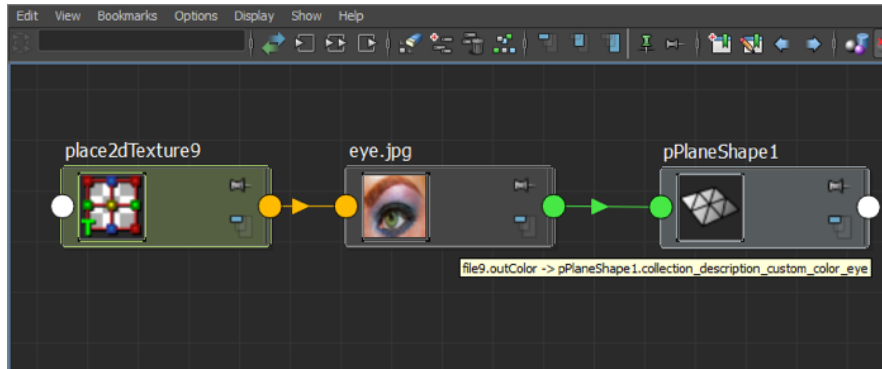 Edit View Bookmarks Options Display Show Help
place2dTexture9 eye.jpg pPlaneShape1
file9.outColor -> pPlaneShape1.collection_description_custom_color_eye